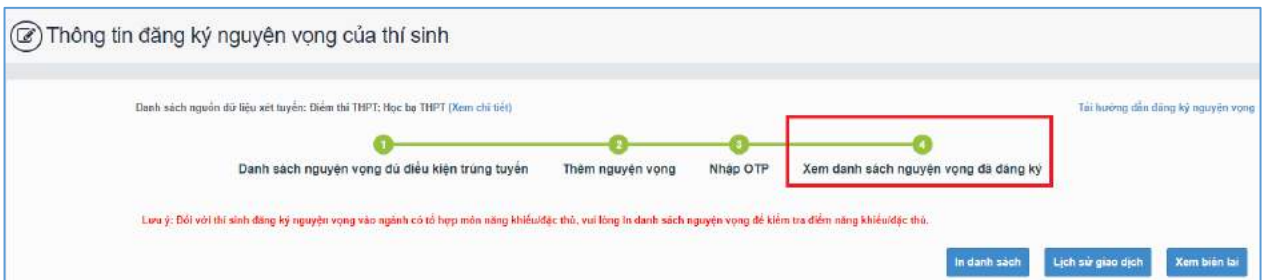 Thông tin đăng ký nguyện vọng của thí sinh
Danh sách nguồn dữ liệu xét tuyển: Điểm thi THPT; Học bạ THPT (Xem chi tiết)
Tải hướng dẫn đăng ký nguyện vọng
1 2 3 4
Danh sách nguyện vọng đủ điều kiện trúng tuyển Thêm nguyện vọng Nhập OTP Xem danh sách nguyện vọng đã đăng ký
Lưu ý: Đối với thí sinh đăng ký nguyện vọng vào ngành có tổ hợp môn năng khiếu/đặc thù, vui lòng in danh sách nguyện vọng để kiểm tra điểm năng khiếu/đặc thù.
In danh sách Lịch sử giao dịch Xem biên lai